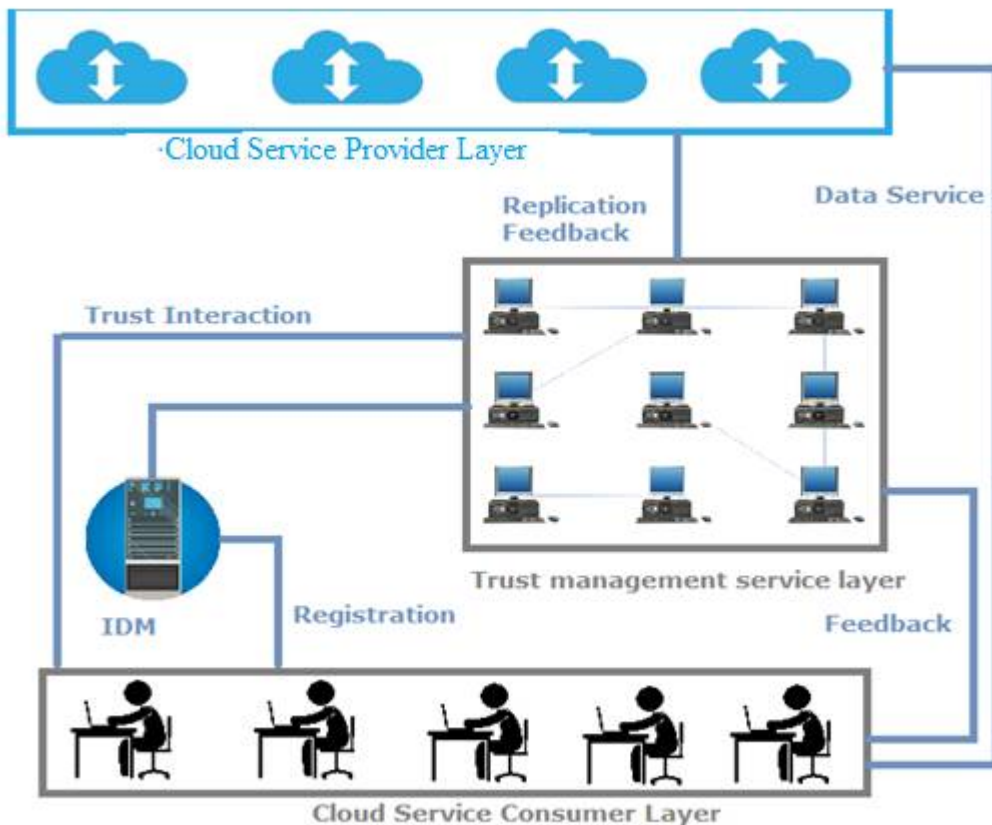 ·Cloud Service Provider Layer
Replication
Feedback
Data Service
Trust Interaction
Trust management service layer
IDM
Registration
Feedback
Cloud Service Consumer Layer